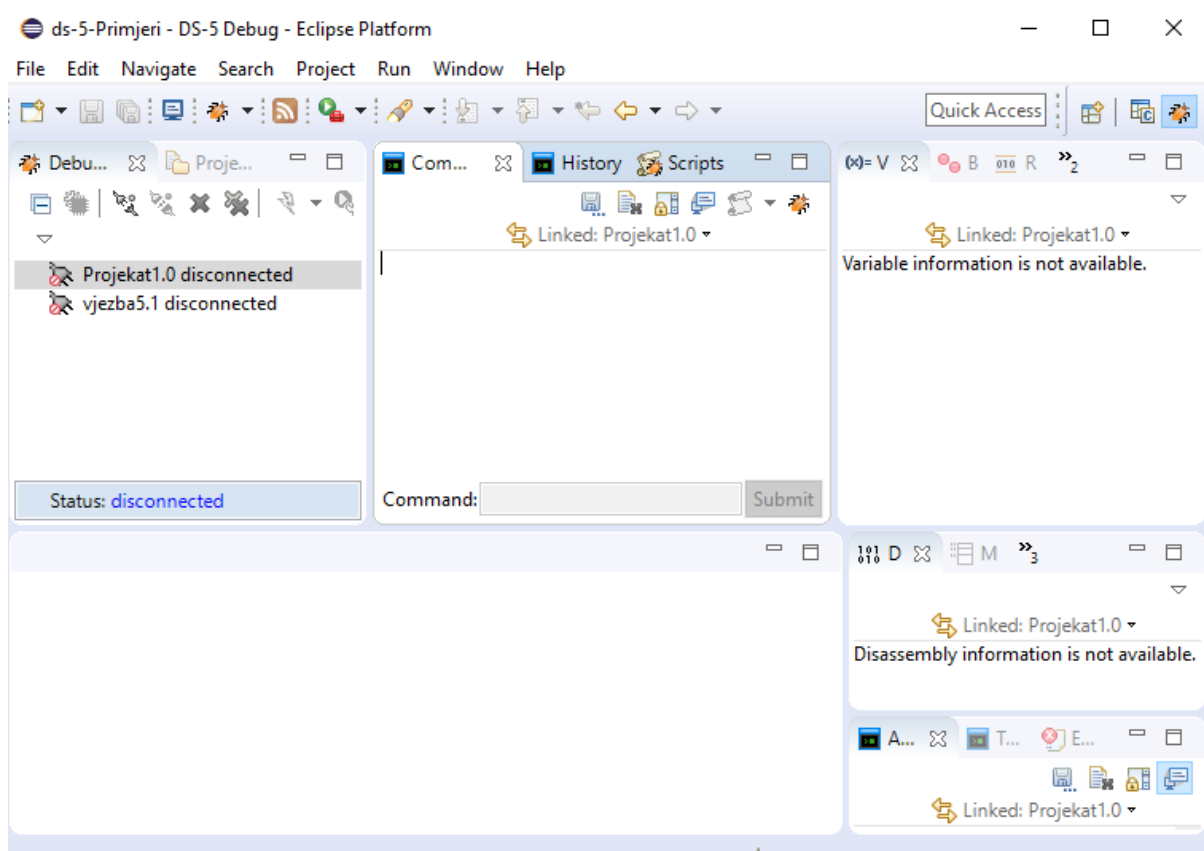 ds-5-Primjeri - DS-5 Debug - Eclipse Platform
File Edit Navigate Search Project Run Window Help
Quick Access
Debu... Proje...
Projekat1.0 disconnected
vjezba5.1 disconnected
Status: disconnected
Com... History Scripts
Linked: Projekat1.0
Command: Submit
(x)= V B 010 R »2
Linked: Projekat1.0
Variable information is not available.
101 010 D M »3
Linked: Projekat1.0
Disassembly information is not available.
A... T... E...
Linked: Projekat1.0